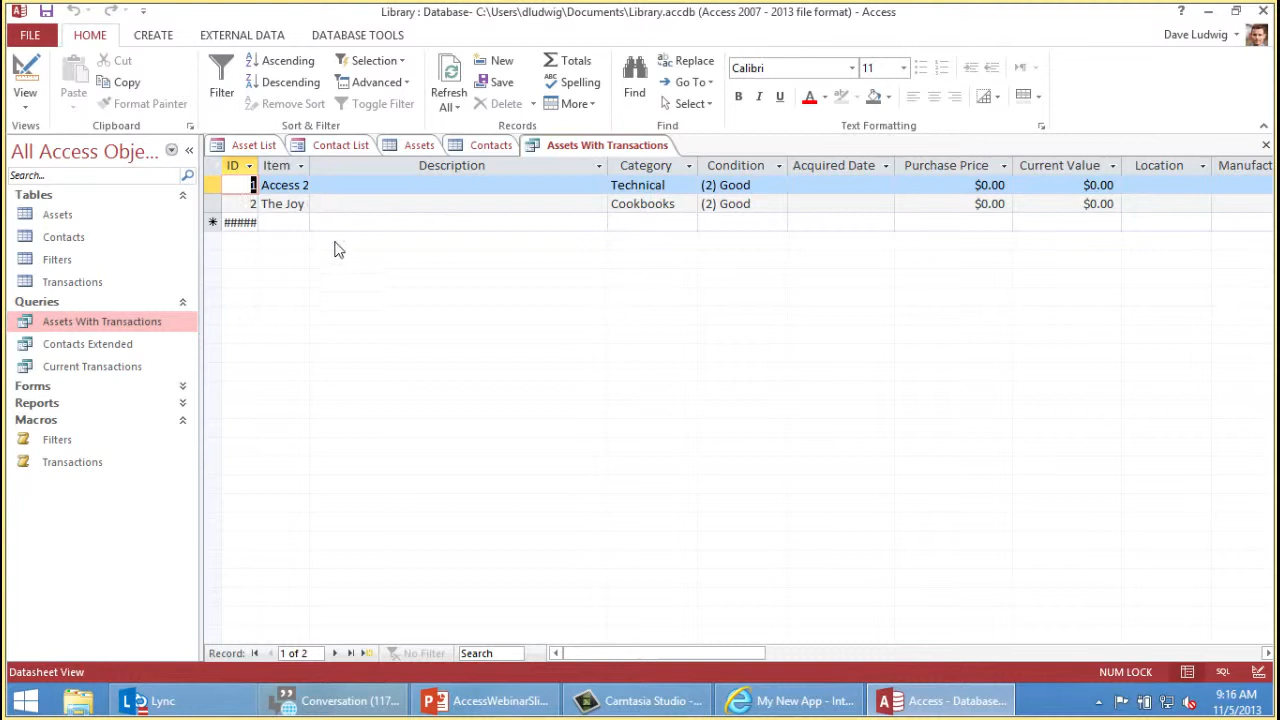 Library : Database- C:\Users\dludwig\Documents\Library.accdb (Access 2007 - 2013 file format) - Access
?
FILE HOME CREATE EXTERNAL DATA DATABASE TOOLS Dave Ludwig
View
Views
Paste
Cut
Copy
Format Painter
Clipboard
Filter
Ascending
Descending
Remove Sort
Selection
Advanced
Toggle Filter
Sort & Filter
Refresh
All
New
Save
Delete
Totals
Spelling
More
Records
Find
Replace
Go To
Select
Find
Calibri 11
B I U A
Text Formatting
All Access Obje...
Search...
Tables
Assets
Contacts
Filters
Transactions
Queries
Assets With Transactions
Contacts Extended
Current Transactions
Forms
Reports
Macros
Filters
Transactions
Asset List Contact List Assets Contacts Assets With Transactions
ID Item Description Category Condition Acquired Date Purchase Price Current Value Location Manufact
1 Access 2 Technical (2) Good $0.00 $0.00
2 The Joy Cookbooks (2) Good $0.00 $0.00
* #####
Record: 1 of 2 No Filter Search
Datasheet View NUM LOCK SQL
Lync Conversation (117... AccessWebinarSli... Camtasia Studio -... My New App - Int... Access - Database... 9:16 AM
11/5/2013